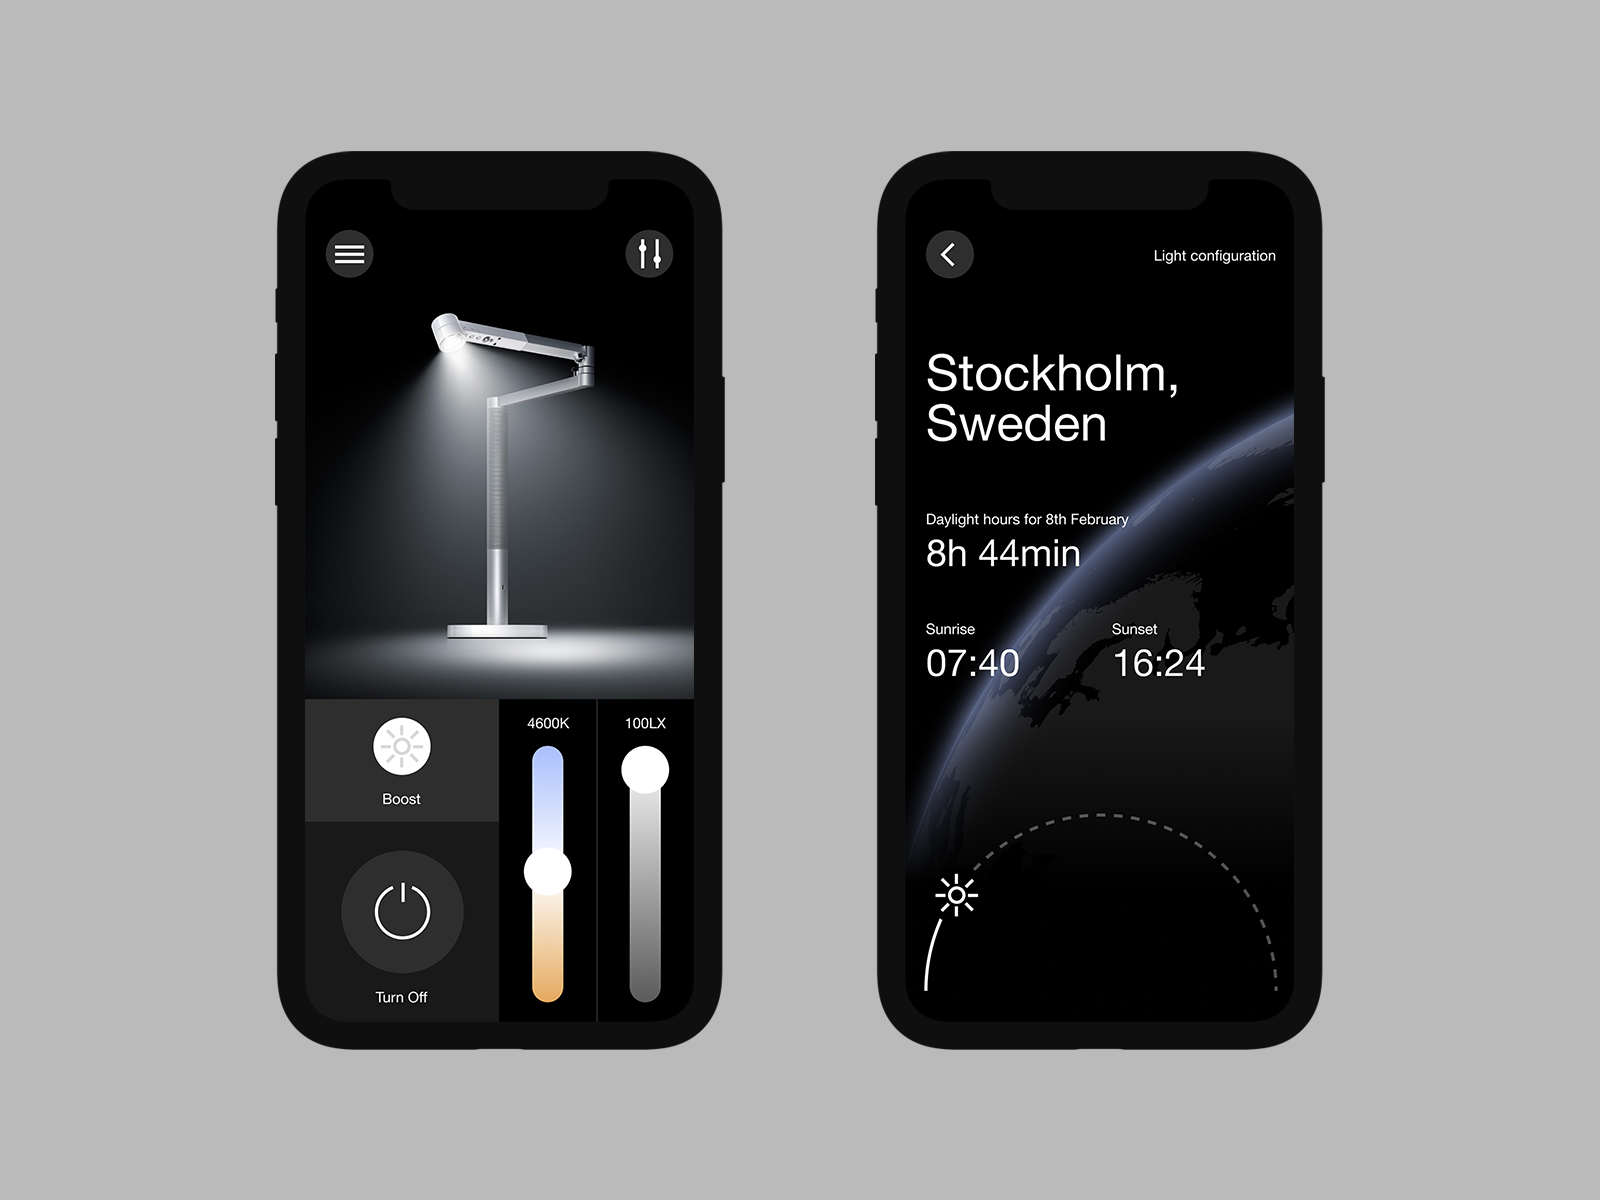 4600K
100LX
Boost
Turn Off
Light configuration
Stockholm,
Sweden
Daylight hours for 8th February
8h 44min
Sunrise
Sunset
07:40
16:24